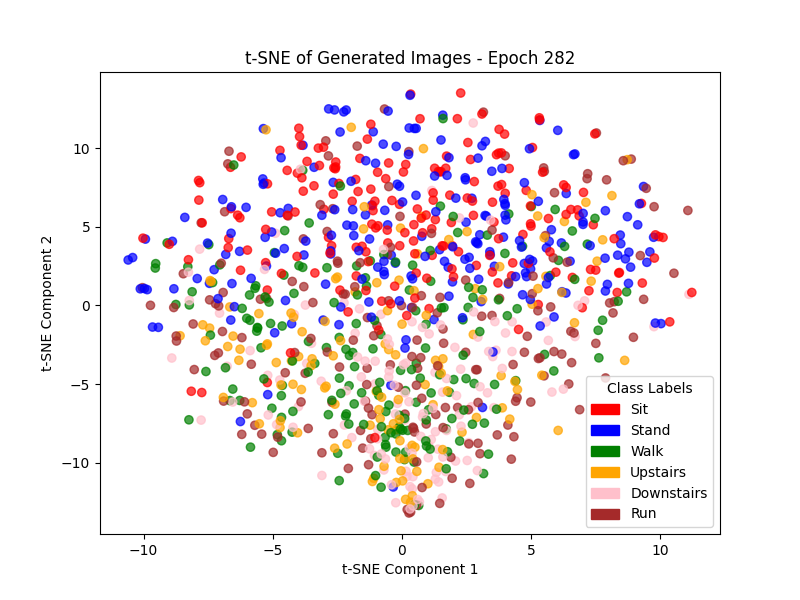 t-SNE of Generated Images - Epoch 282
t-SNE Component 2
10
5
0
−5
−10
Class Labels
Sit
Stand
Walk
Upstairs
Downstairs
Run
−10 −5 0 5 10
t-SNE Component 1